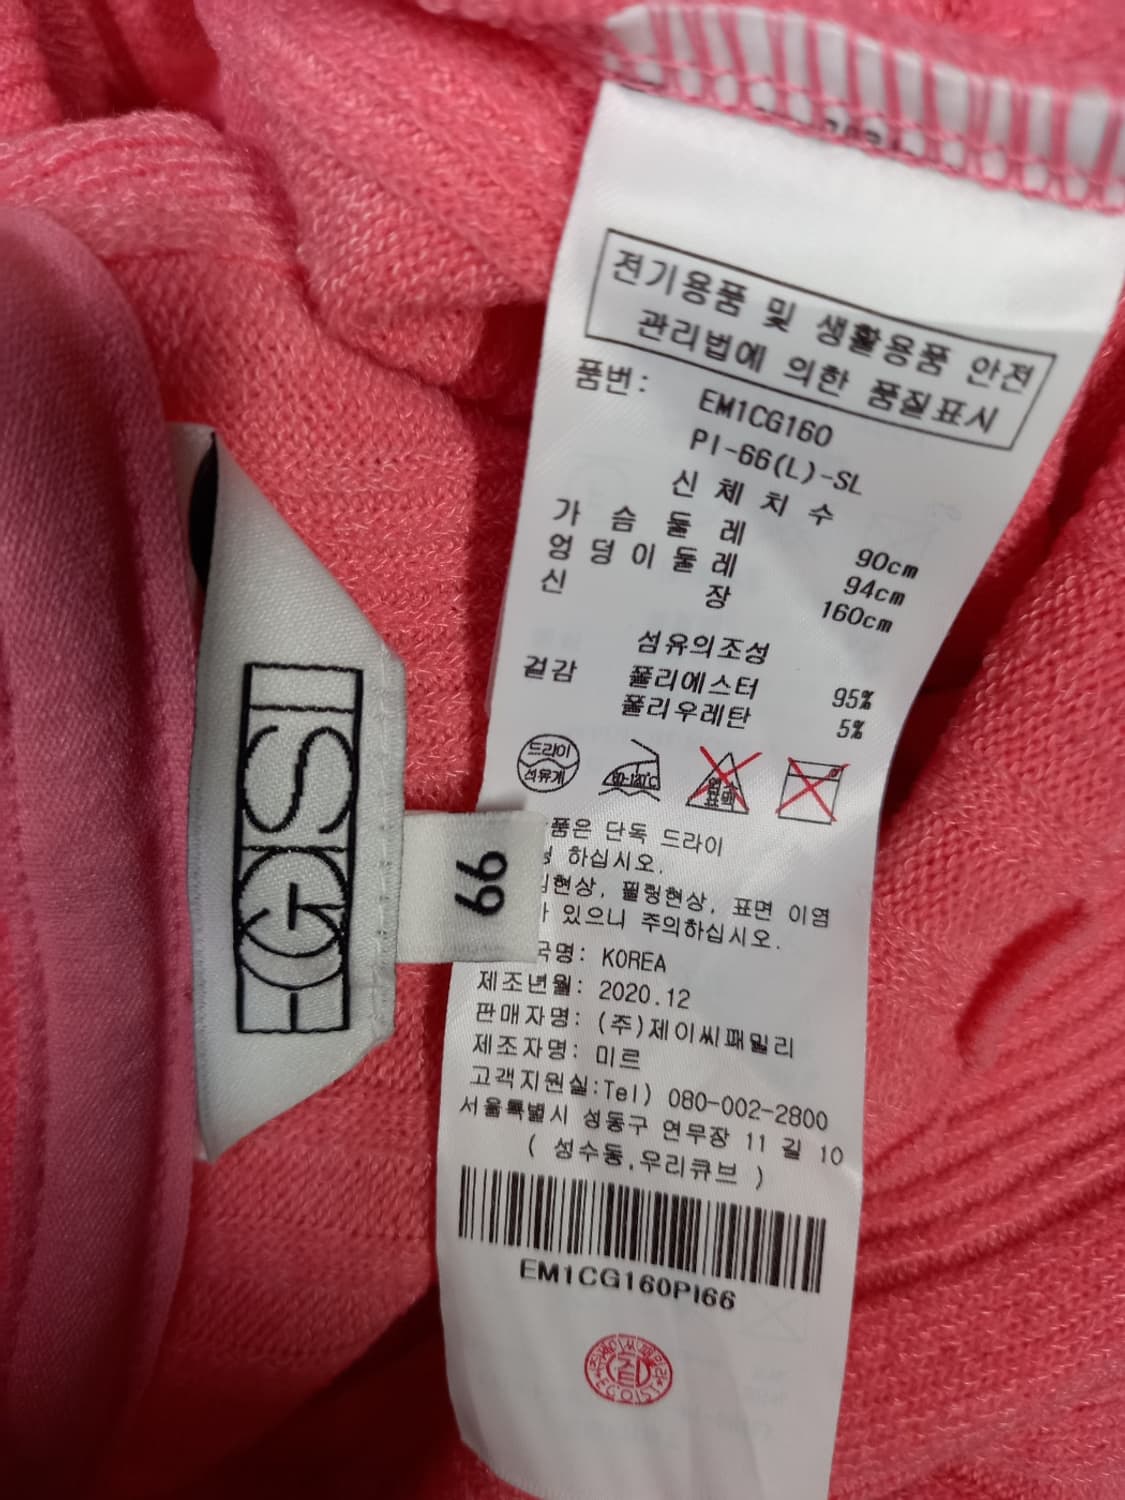 전기용품 및 생활용품 안전
관리법에 의한 품질표시
품번: EM1CG160
PI-66(L)-SL
신 체 치 수
가 슴 둘 레 90cm
엉 덩 이 둘 레 94cm
신 장 160cm
섬유의조성
겉감 폴리에스터 95%
폴리우레탄 5%
드라이
석유계
80-120℃
염소
표백
품은 단독 드라이
하십시오.
현상, 필링현상, 표면 이염
있으니 주의하십시오.
국명: KOREA
제조년월: 2020.12
판매자명: (주)제이씨패밀리
제조자명: 미르
고객지원실:Tel) 080-002-2800
서울특별시 성동구 연무장 11 길 10
( 성수동,우리큐브 )
EM1CG160PI66
EGOIST
66